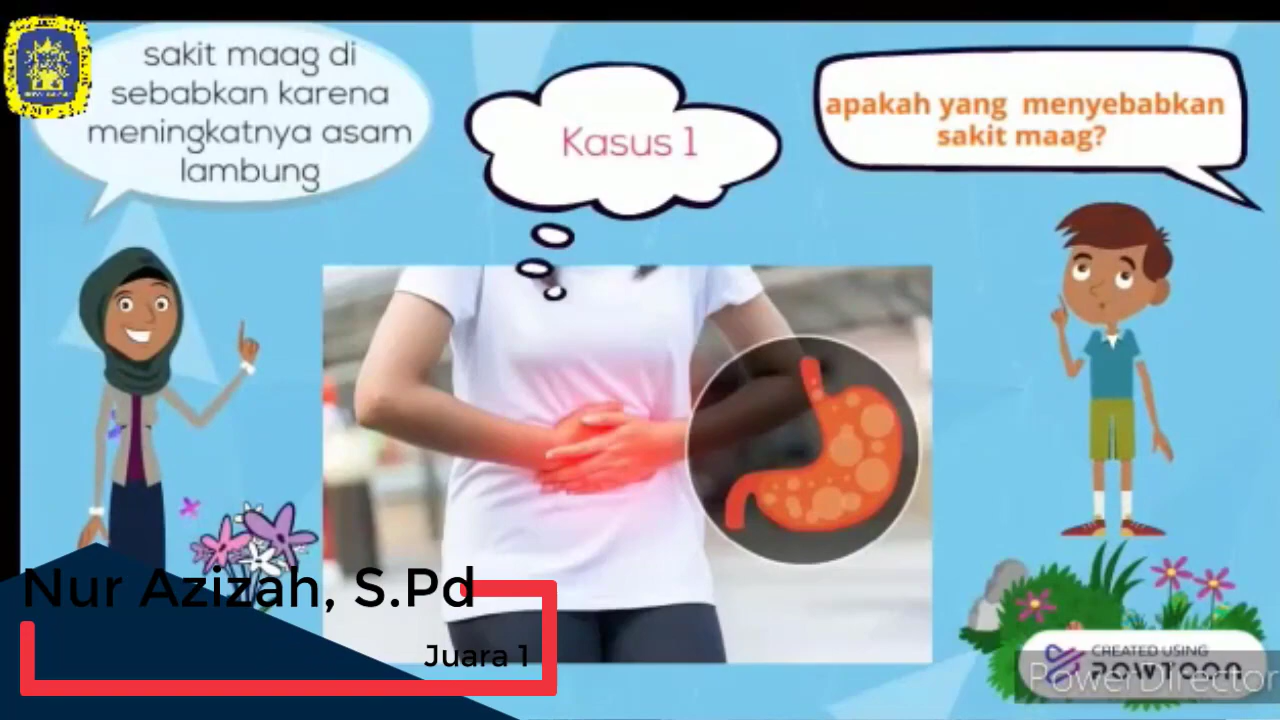 sakit maag di
sebabkan karena
meningkatnya asam
lambung
Kasus 1
apakah yang menyebabkan
sakit maag?
Nur Azizah, S.Pd
Juara 1
CREATED USING
POWTOON
PowerDirector